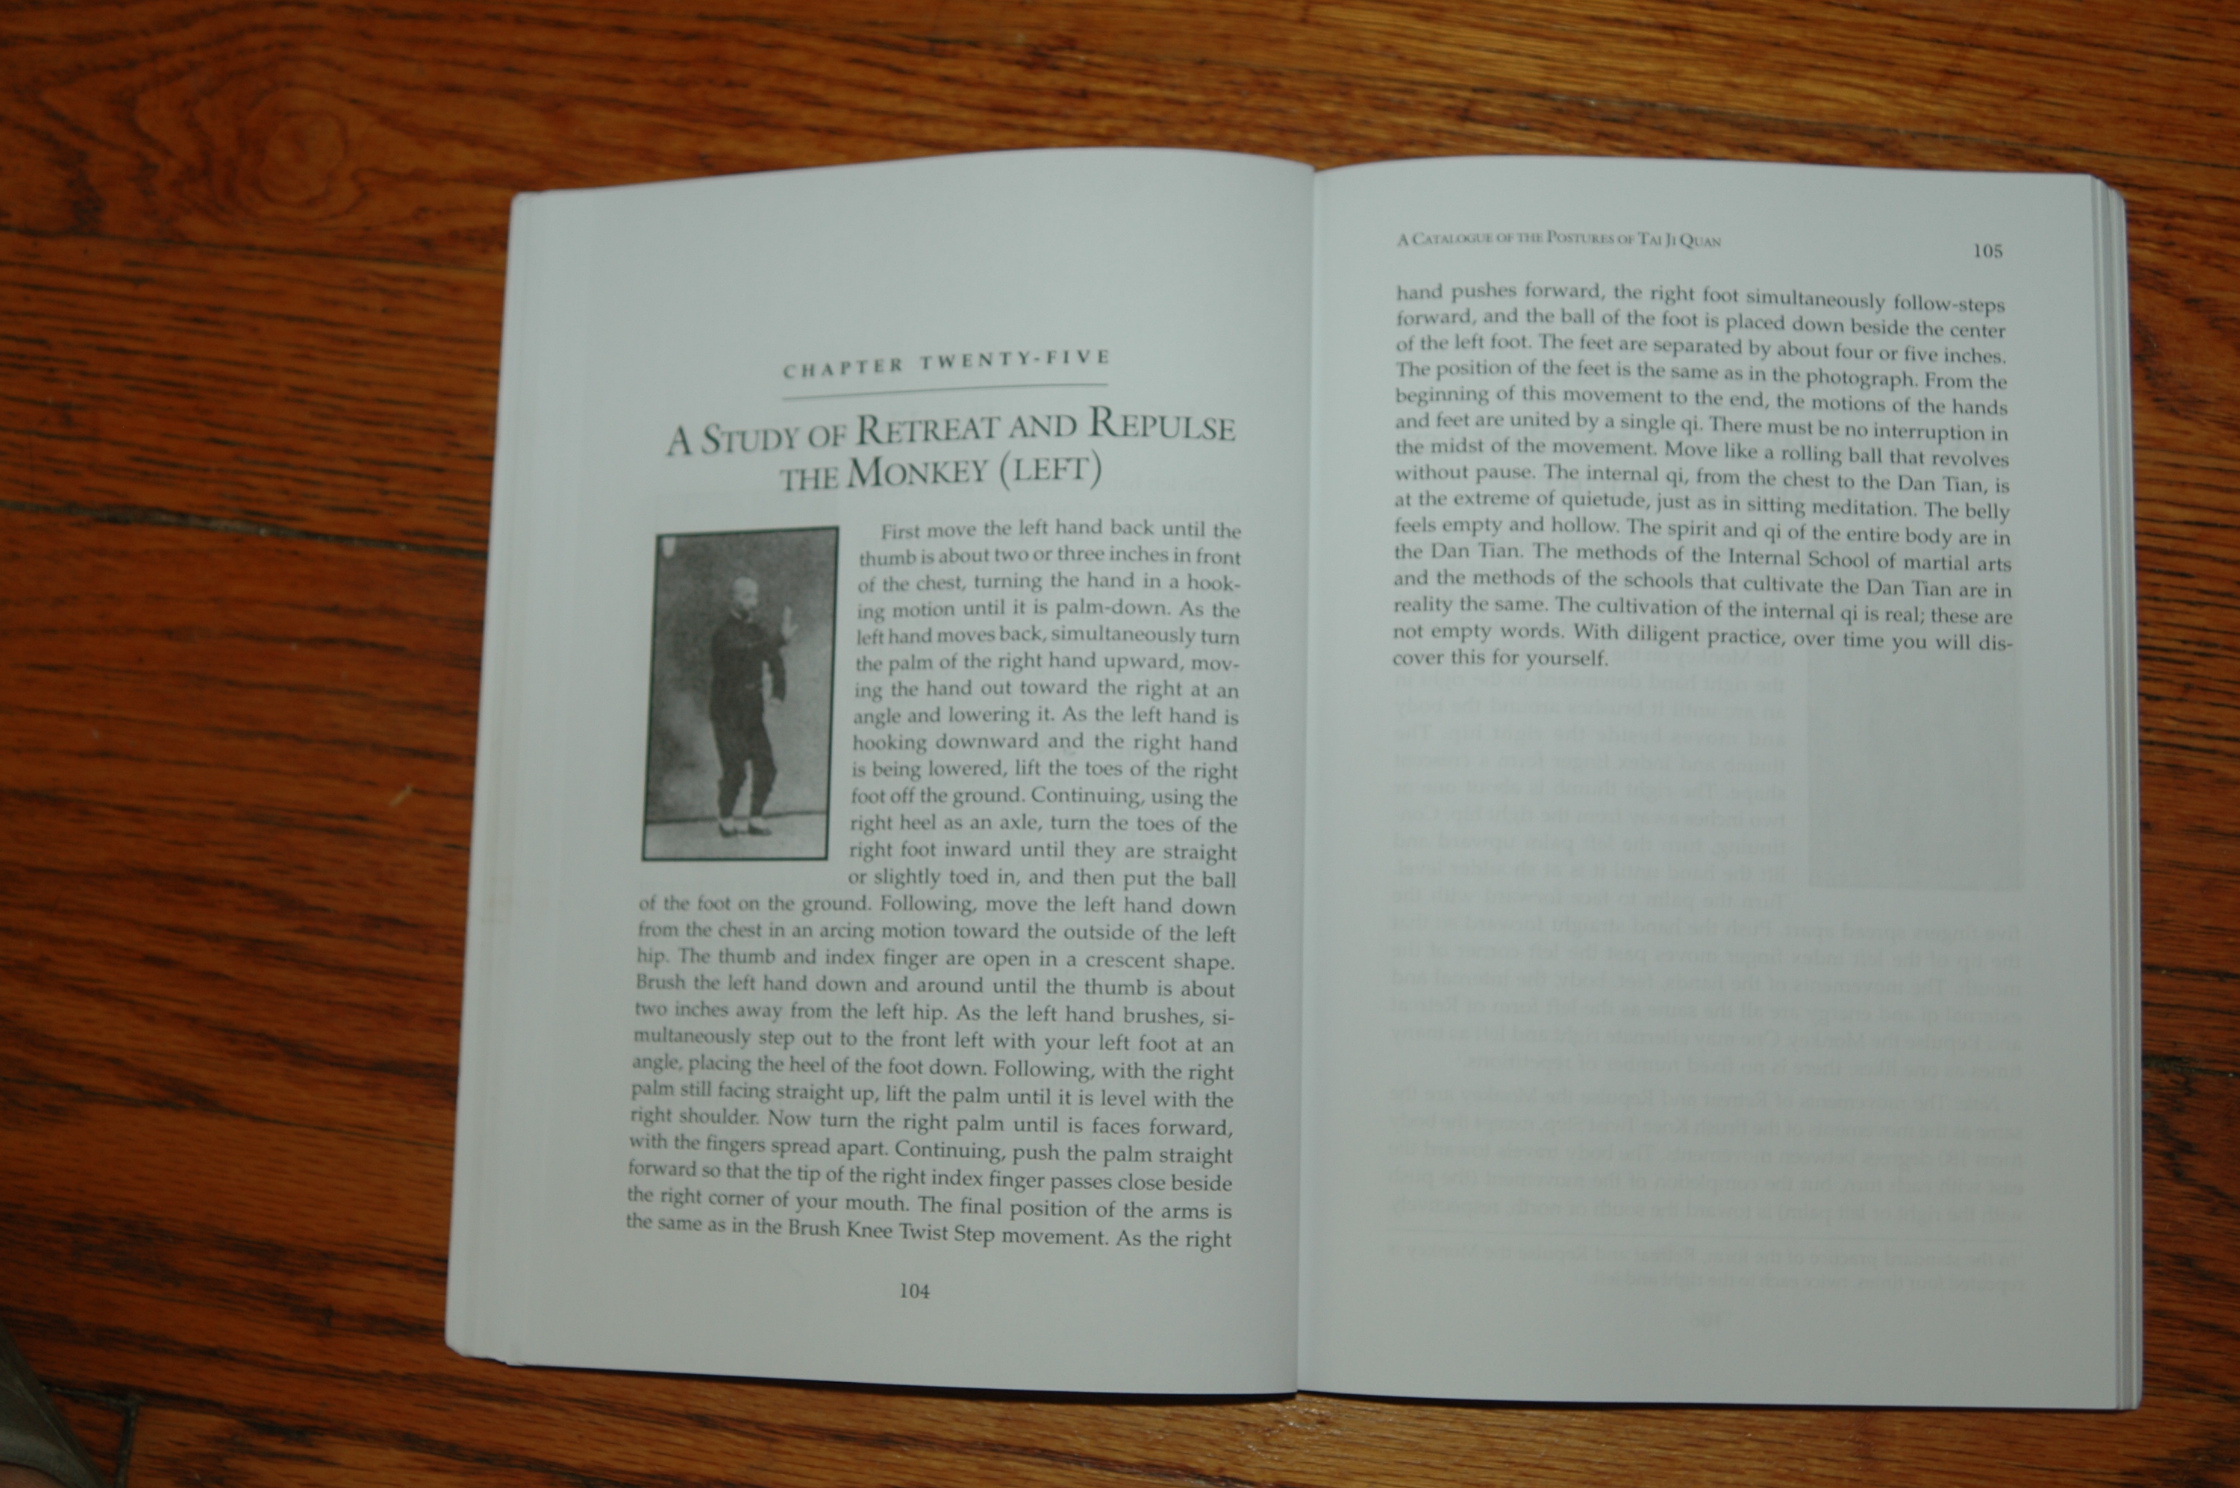 CHAPTER TWENTY-FIVE
A STUDY OF RETREAT AND REPULSE
THE MONKEY (LEFT)
First move the left hand back until the
thumb is about two or three inches in front
of the chest, turning the hand in a hook-
ing motion until it is palm-down. As the
left hand moves back, simultaneously turn
the palm of the right hand upward, mov-
ing the hand out toward the right at an
angle and lowering it. As the left hand is
hooking downward and the right hand
is being lowered, lift the toes of the right
foot off the ground. Continuing, using the
right heel as an axle, turn the toes of the
right foot inward until they are straight
or slightly toed in, and then put the ball
of the foot on the ground. Following, move the left hand down
from the chest in an arcing motion toward the outside of the left
hip. The thumb and index finger are open in a crescent shape.
Brush the left hand down and around until the thumb is about
two inches away from the left hip. As the left hand brushes, si-
multaneously step out to the front left with your left foot at an
angle, placing the heel of the foot down. Following, with the right
palm still facing straight up, lift the palm until it is level with the
right shoulder. Now turn the right palm until is faces forward,
with the fingers spread apart. Continuing, push the palm straight
forward so that the tip of the right index finger passes close beside
the right corner of your mouth. The final position of the arms is
the same as in the Brush Knee Twist Step movement. As the right
104
A CATALOGUE OF THE POSTURES OF TAI JI QUAN
105
hand pushes forward, the right foot simultaneously follow-steps
forward, and the ball of the foot is placed down beside the center
of the left foot. The feet are separated by about four or five inches.
The position of the feet is the same as in the photograph. From the
beginning of this movement to the end, the motions of the hands
and feet are united by a single qi. There must be no interruption in
the midst of the movement. Move like a rolling ball that revolves
without pause. The internal qi, from the chest to the Dan Tian, is
at the extreme of quietude, just as in sitting meditation. The belly
feels empty and hollow. The spirit and qi of the entire body are in
the Dan Tian. The methods of the Internal School of martial arts
and the methods of the schools that cultivate the Dan Tian are in
reality the same. The cultivation of the internal qi is real; these are
not empty words. With diligent practice, over time you will dis-
cover this for yourself.